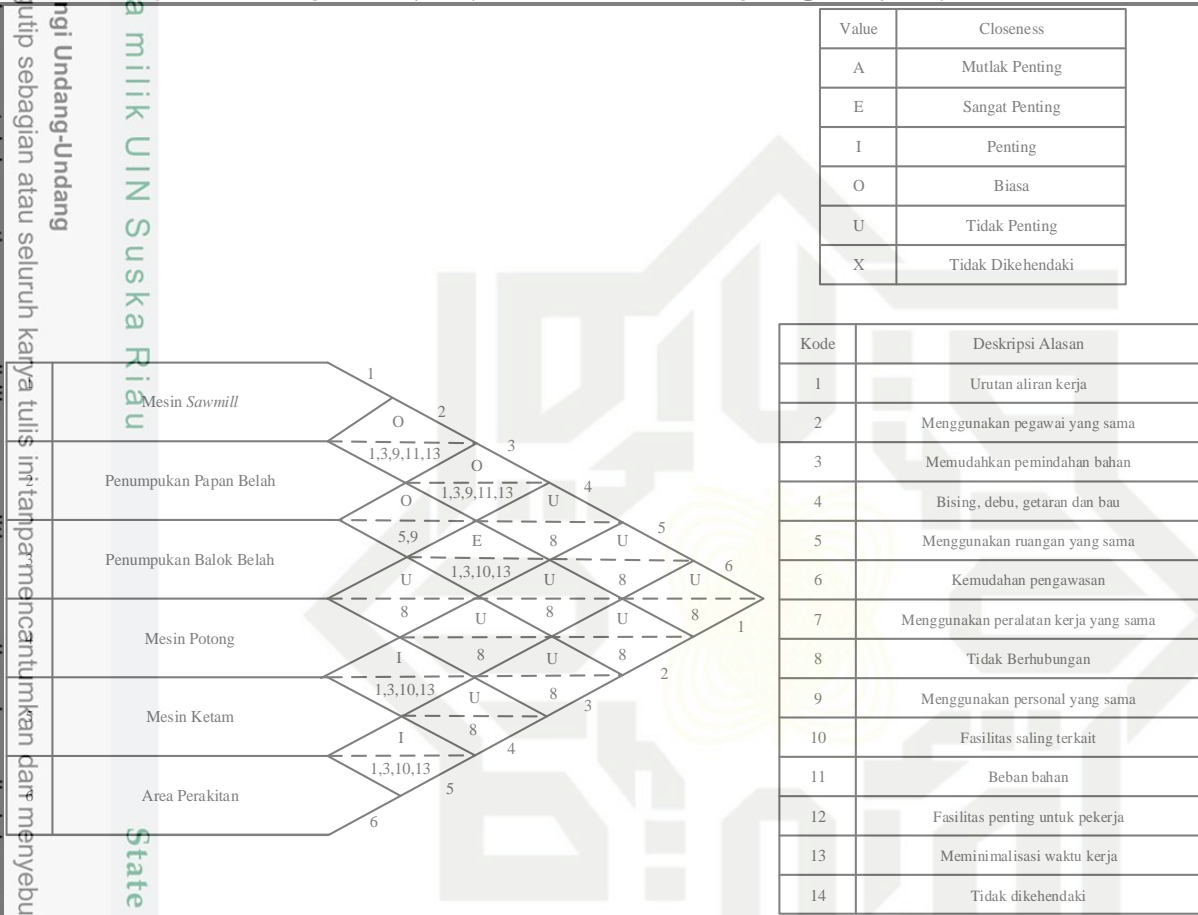 Value Closeness
A Mutlak Penting
E Sangat Penting
I Penting
O Biasa
U Tidak Penting
X Tidak Dikehendaki
Kode Deskripsi Alasan
1 Urutan aliran kerja
2 Menggunakan pegawai yang sama
3 Memudahkan pemindahan bahan
4 Bising, debu, getaran dan bau
5 Menggunakan ruangan yang sama
6 Kemudahan pengawasan
7 Menggunakan peralatan kerja yang sama
8 Tidak Berhubungan
9 Menggunakan personal yang sama
10 Fasilitas saling terkait
11 Beban bahan
12 Fasilitas penting untuk pekerja
13 Meminimalisasi waktu kerja
14 Tidak dikehendaki
1 Mesin Sawmill
2 Penumpukan Papan Belah
3 Penumpukan Balok Belah
4 Mesin Potong
5 Mesin Ketam
6 Area Perakitan
1
2
3
4
5
6
O
1,3,9,11,13
O
5,9
U
8
I
1,3,10,13
I
1,3,10,13
O
1,3,9,11,13
E
1,3,10,13
U
8
U
8
U
8
U
8
U
8
U
8
U
8
U
8
1
2
3
4
5
6
ngi Undang-Undang
gutip sebagian atau seluruh karya tulis ini tanpa mencantumkan dan menyebu
a milik UIN Suska Riau
State